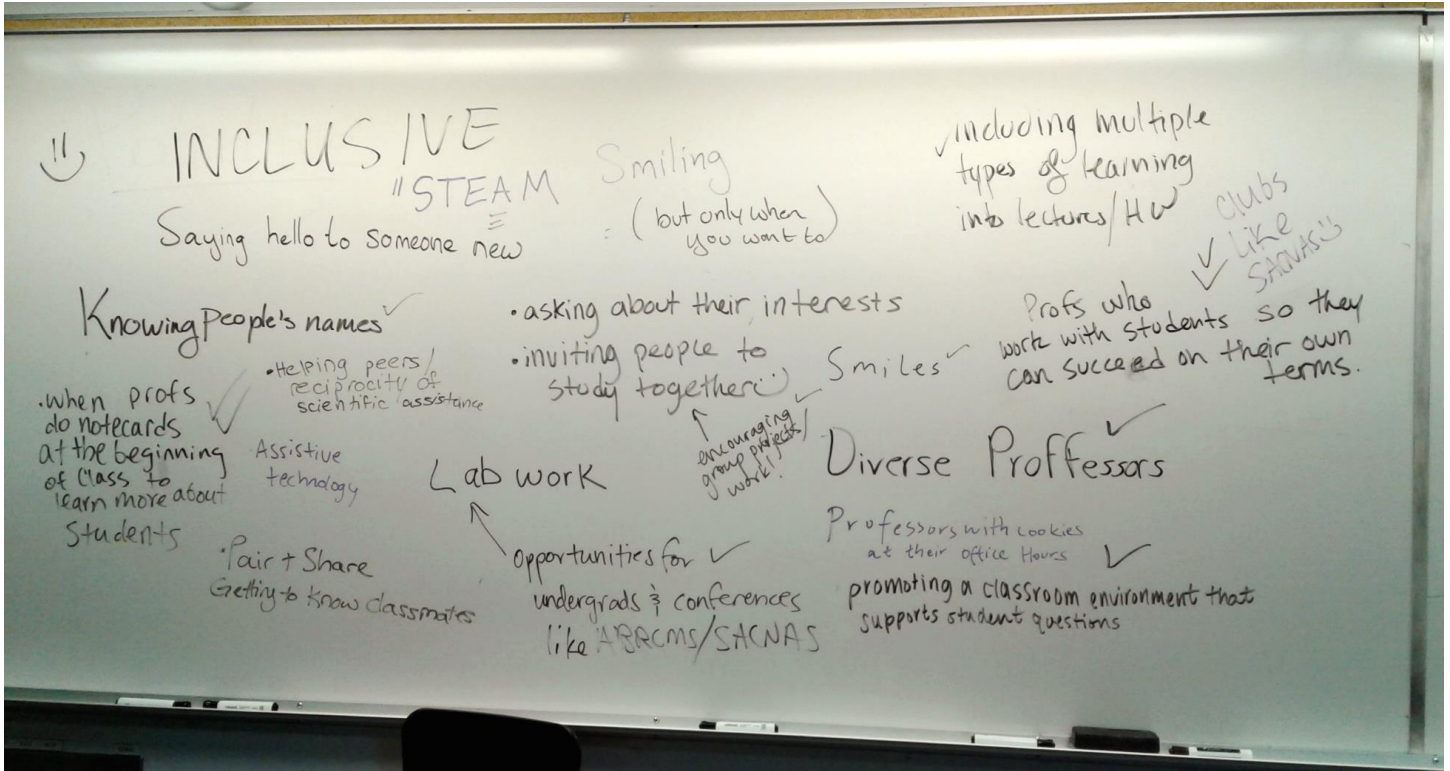 INCLUSIVE
"STEAM
Saying hello to someone new
Smiling
= (but only when
you want to)
✓including multiple
types of learning
into lectures/HW
clubs
✓ like
✓ SACNAS
Knowing people's names ✓
• asking about their interests
• inviting people to
study together
Smiles ✓
encouraging ✓
group projects/
work!
Profs who
work with students so they
can succeed on their own
terms.
• when profs
do notecards
at the beginning
of class to
learn more about
Students
• Helping peers/
reciprocity of
scientific assistance
Assistive
technology
Lab work
Diverse Proffessors ✓
Professors with cookies
at their office Hours ✓
• Pair + Share
Getting to know classmates
opportunities for ✓
undergrads & conferences
like ABRCMS/SACNAS
promoting a classroom environment that
supports student questions